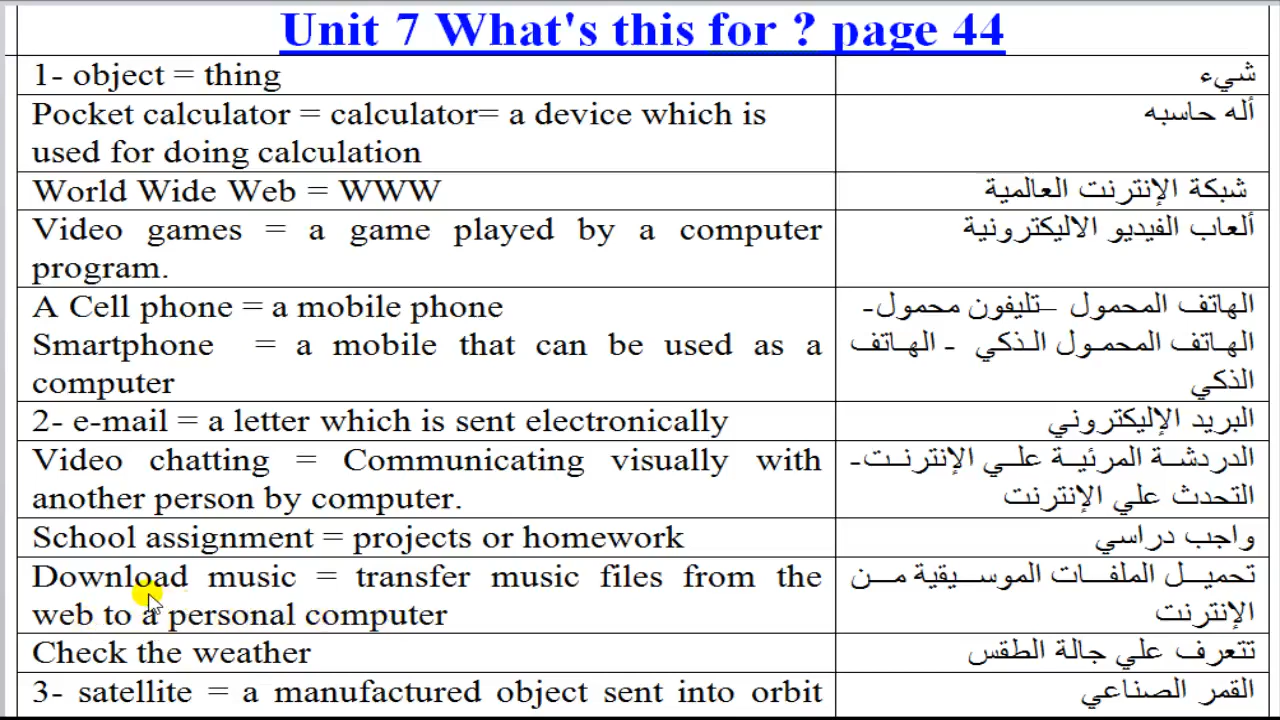 Unit 7 What's this for ? page 44
1- object = thing
شيء
Pocket calculator = calculator= a device which is
used for doing calculation
أله حاسبه
World Wide Web = WWW
شبكة الإنترنت العالمية
Video games = a game played by a computer
program.
ألعاب الفيديو الاليكترونية
A Cell phone = a mobile phone
Smartphone = a mobile that can be used as a
computer
الهاتف المحمول –تليفون محمول-
الهاتف المحمول الذكي - الهاتف
الذكي
2- e-mail = a letter which is sent electronically
البريد الإليكتروني
Video chatting = Communicating visually with
another person by computer.
الدردشة المرئية علي الإنترنت-
التحدث علي الإنترنت
School assignment = projects or homework
واجب دراسي
Download music = transfer music files from the
web to a personal computer
تحميل الملفات الموسيقية من
الإنترنت
Check the weather
تتعرف علي جالة الطقس
3- satellite = a manufactured object sent into orbit
القمر الصناعي